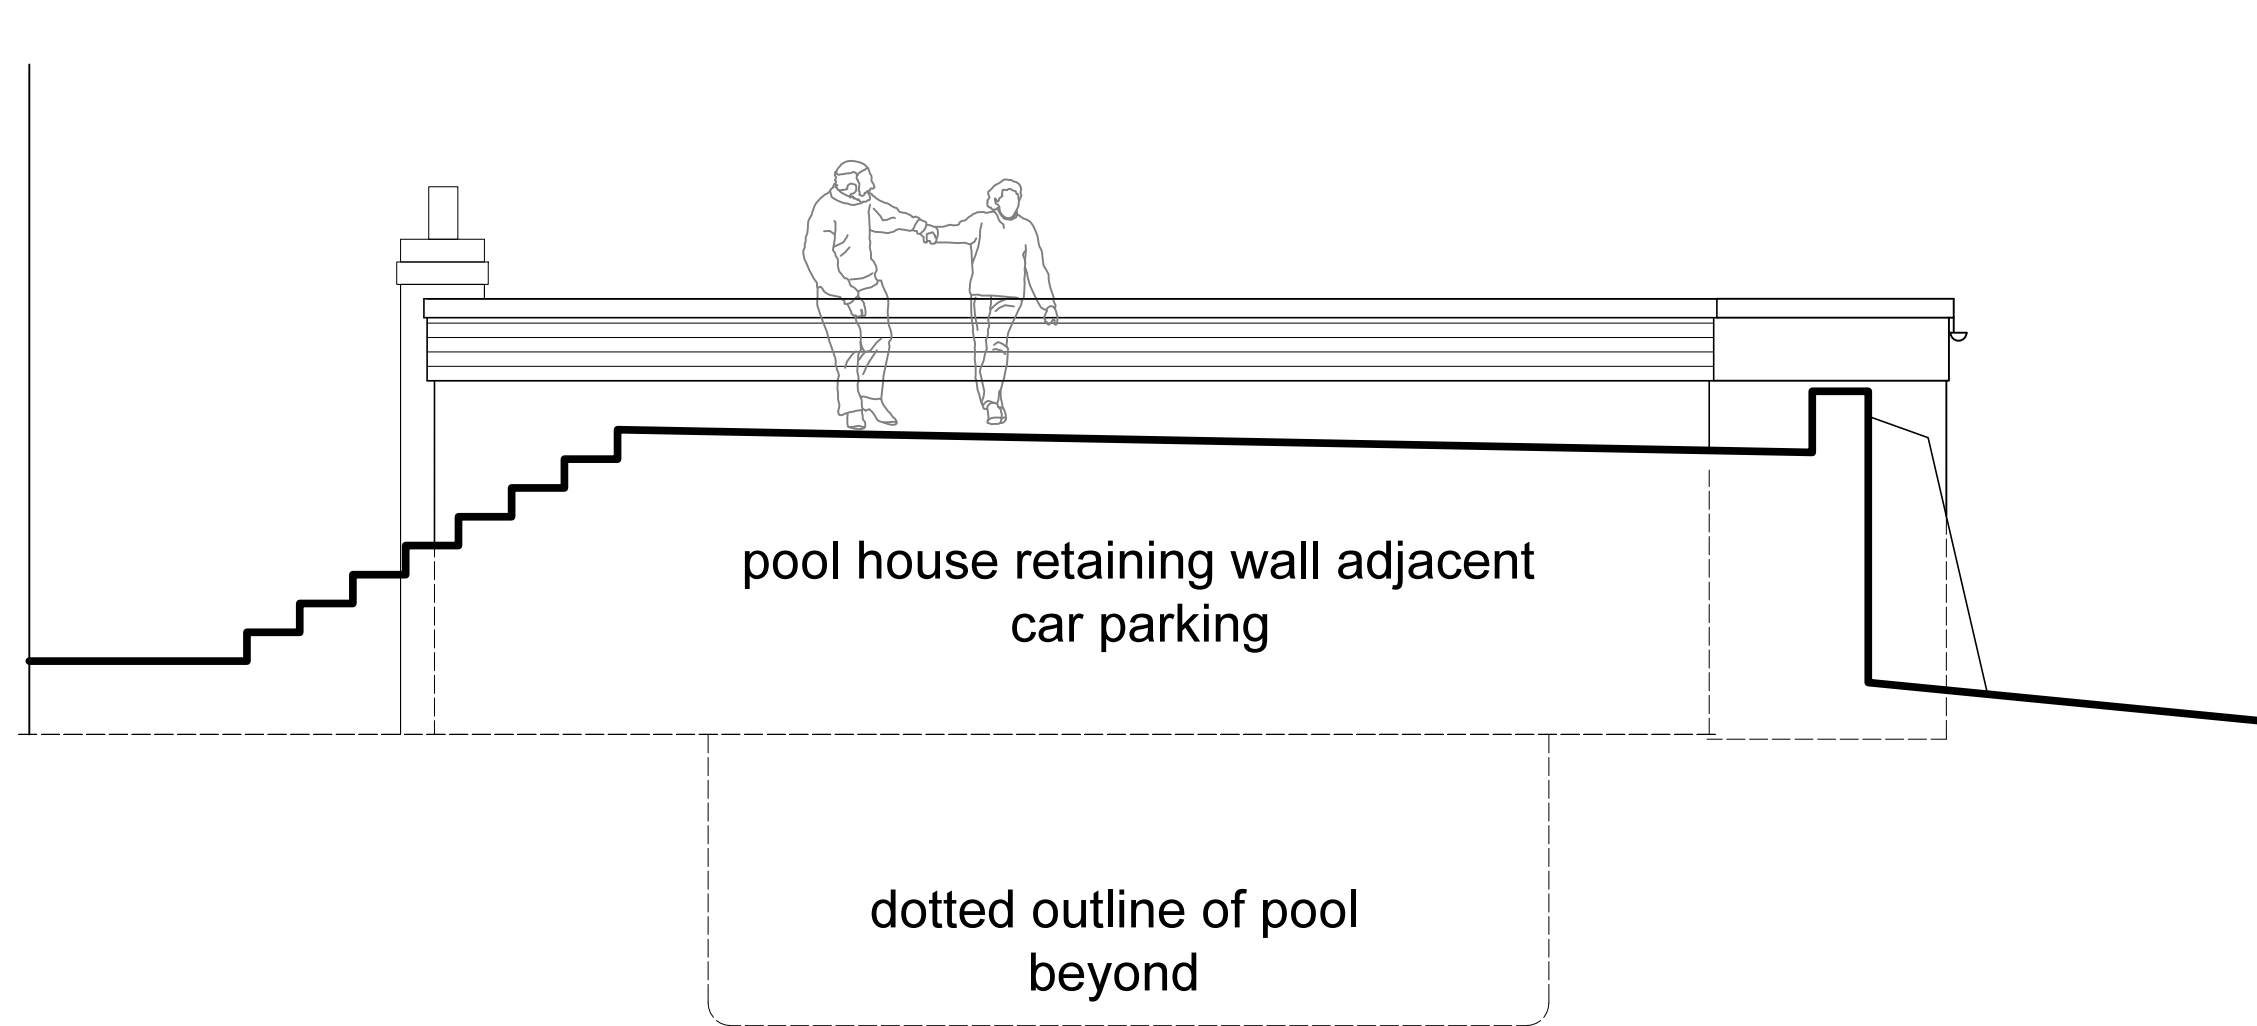 pool house retaining wall adjacent
car parking
dotted outline of pool
beyond